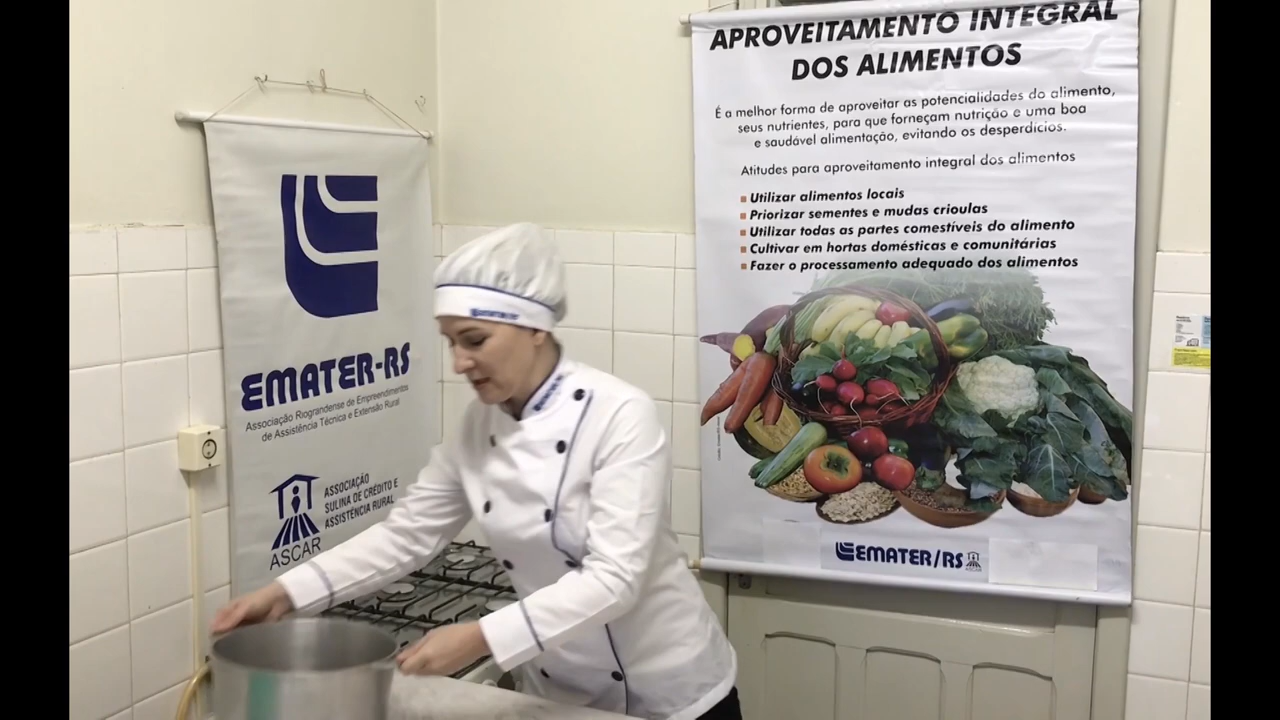 EMATER-RS
Associação Riograndense de Empreendimentos
de Assistência Técnica e Extensão Rural
ASSOCIAÇÃO
SULINA DE CRÉDITO E
ASSISTÊNCIA RURAL
ASCAR
EMATER/RS
APROVEITAMENTO INTEGRAL
DOS ALIMENTOS
É a melhor forma de aproveitar as potencialidades do alimento,
seus nutrientes, para que forneçam nutrição e uma boa
e saudável alimentação, evitando os desperdícios.
Atitudes para aproveitamento integral dos alimentos
Utilizar alimentos locais
Priorizar sementes e mudas crioulas
Utilizar todas as partes comestíveis do alimento
Cultivar em hortas domésticas e comunitárias
Fazer o processamento adequado dos alimentos
EMATER/RS
ASCAR